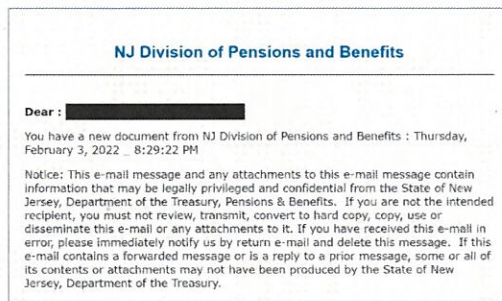 NJ Division of Pensions and Benefits
Dear :
You have a new document from NJ Division of Pensions and Benefits : Thursday,
February 3, 2022 _ 8:29:22 PM
Notice: This e-mail message and any attachments to this e-mail message contain
information that may be legally privileged and confidential from the State of New
Jersey, Department of the Treasury, Pensions & Benefits. If you are not the intended
recipient, you must not review, transmit, convert to hard copy, copy, use or
disseminate this e-mail or any attachments to it. If you have received this e-mail in
error, please immediately notify us by return e-mail and delete this message. If this
e-mail contains a forwarded message or is a reply to a prior message, some or all of
its contents or attachments may not have been produced by the State of New
Jersey, Department of the Treasury.